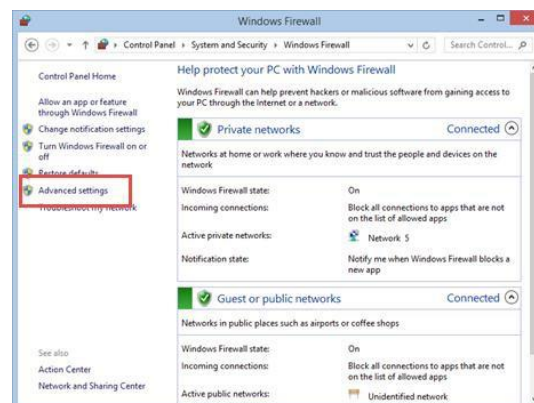 Windows Firewall
Control Panel
System and Security
Windows Firewall
Search Control...
Control Panel Home
Allow an app or feature
through Windows Firewall
Change notification settings
Turn Windows Firewall on or
off
Restore defaults
Advanced settings
Troubleshoot my network
See also
Action Center
Network and Sharing Center
Help protect your PC with Windows Firewall
Windows Firewall can help prevent hackers or malicious software from gaining access to
your PC through the Internet or a network.
Private networks
Connected
Networks at home or work where you know and trust the people and devices on the
network
Windows Firewall state:
On
Incoming connections:
Block all connections to apps that are not
on the list of allowed apps
Active private networks:
Network 5
Notification state:
Notify me when Windows Firewall blocks a
new app
Guest or public networks
Connected
Networks in public places such as airports or coffee shops
Windows Firewall state:
On
Incoming connections:
Block all connections to apps that are not
on the list of allowed apps
Active public networks:
Unidentified network